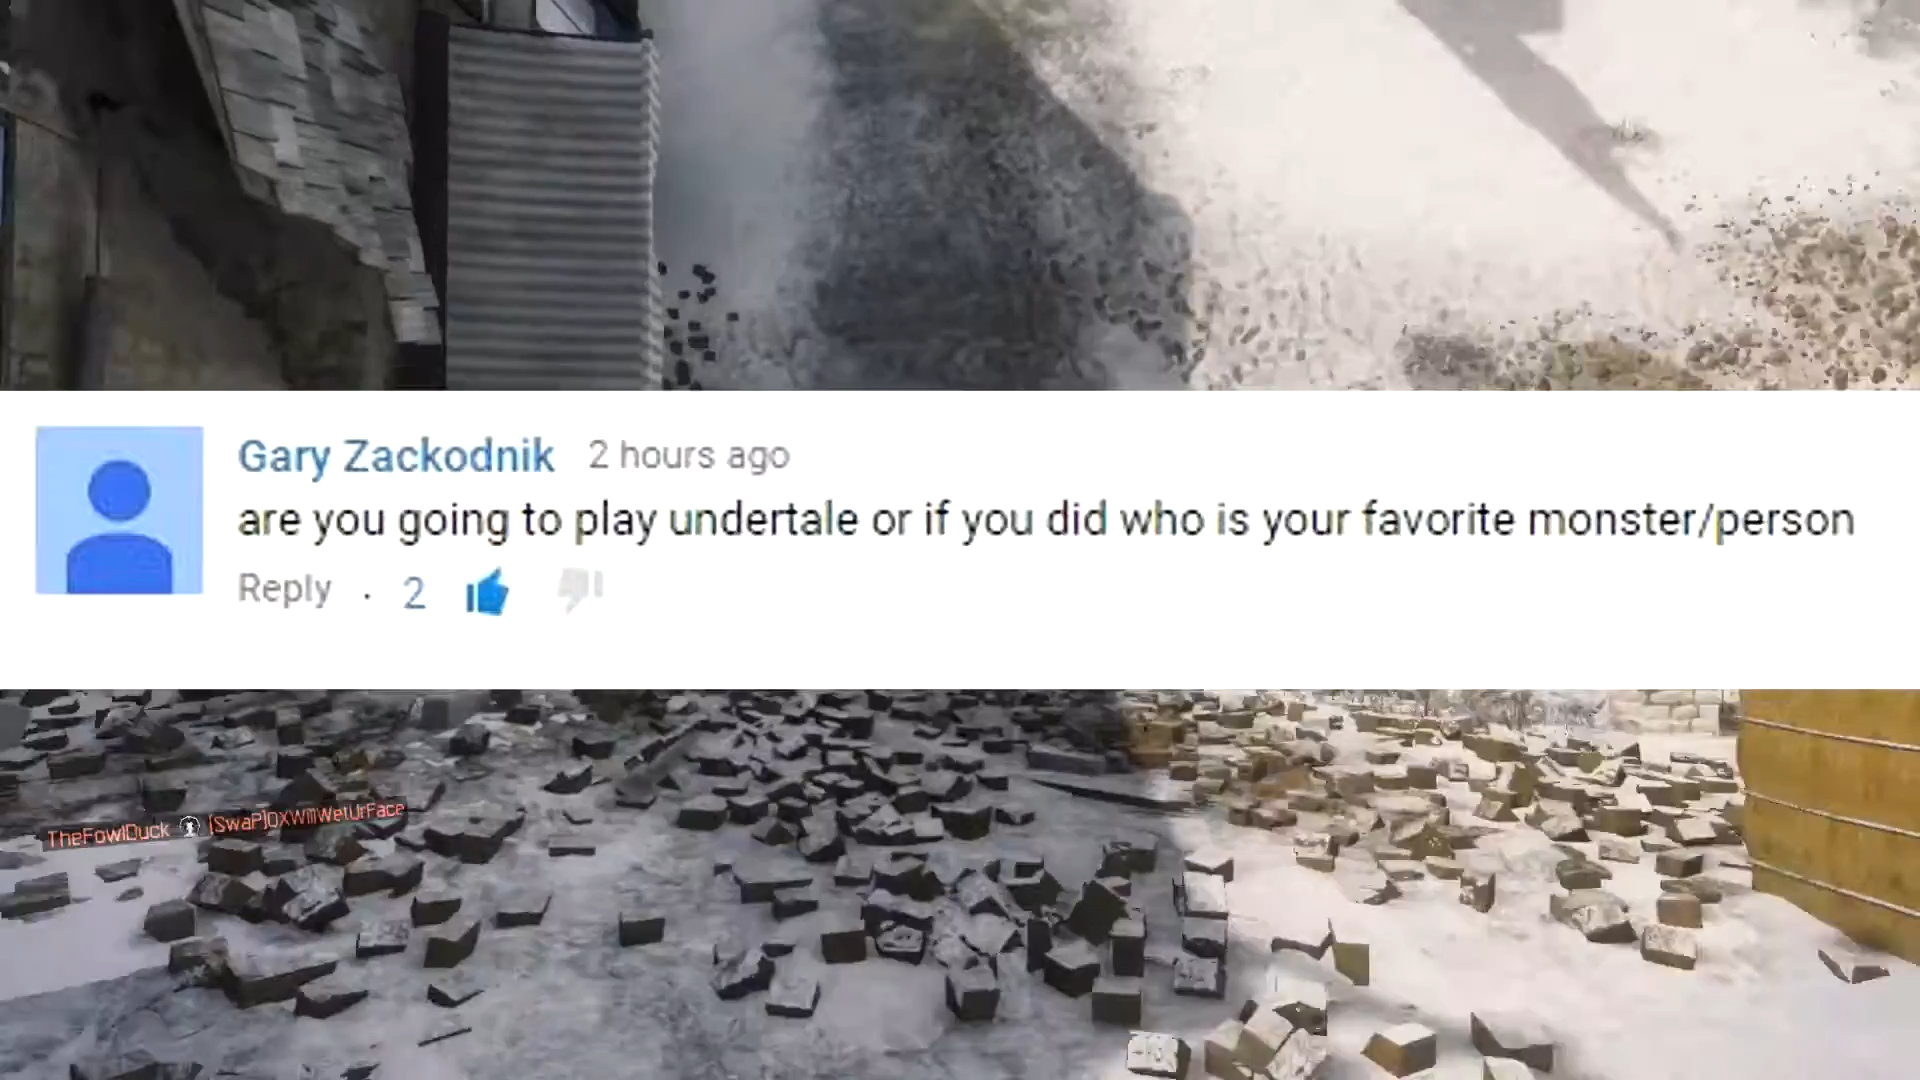 Gary Zackodnik 2 hours ago
are you going to play undertale or if you did who is your favorite monster/person
Reply . 2
TheFowlDuck [SwaP]0XWillWetUrFace